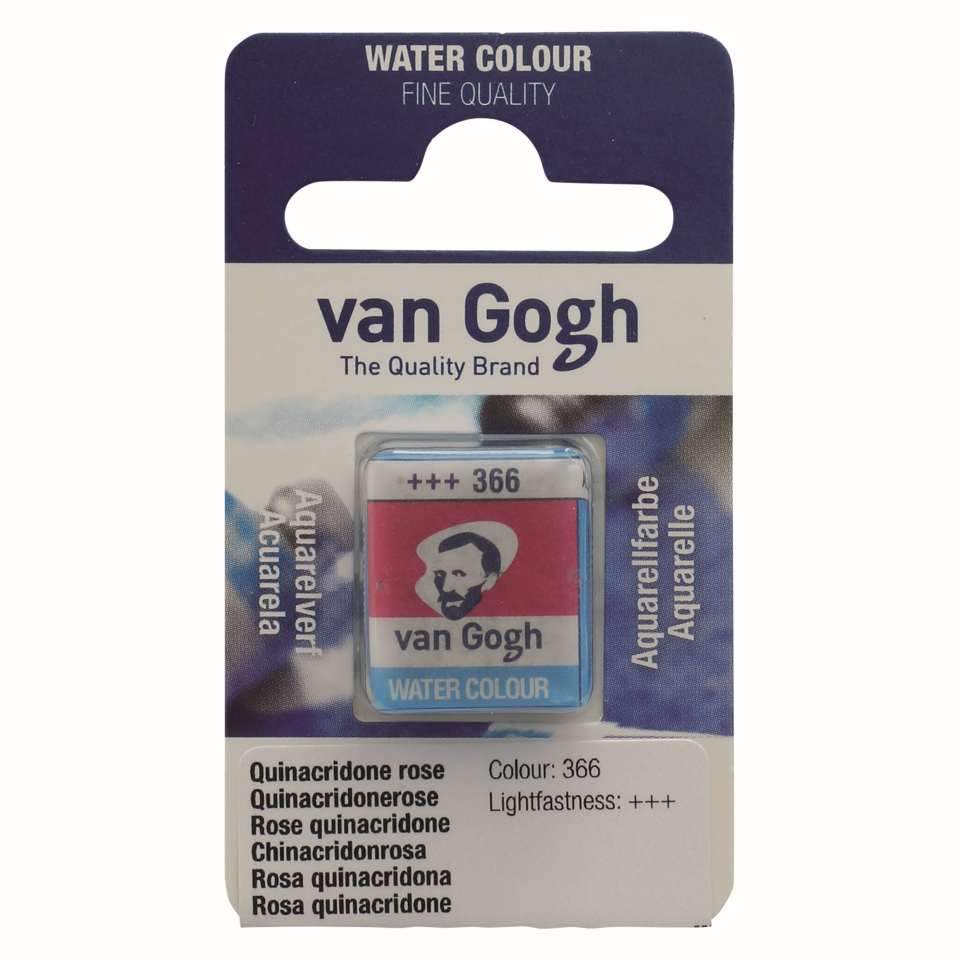 WATER COLOUR
FINE QUALITY
van Gogh
The Quality Brand
+++ 366
van Gogh
WATER COLOUR
Aquarelverf
Acuarela
Aquarellfarbe
Aquarelle
Quinacridone rose
Quinacridonerose
Rose quinacridone
Chinacridonrosa
Rosa quinacridona
Rosa quinacridone
Colour: 366
Lightfastness: +++